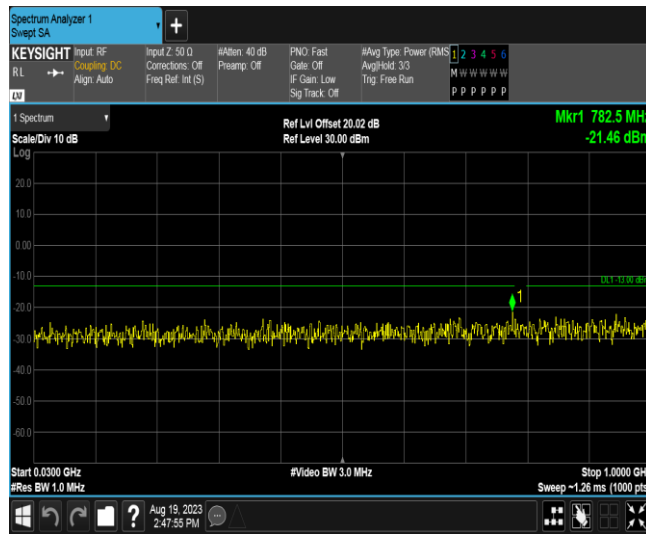 Spectrum Analyzer 1
Swept SA
+
KEYSIGHT
RL
LXI
Input: RF
Coupling: DC
Align: Auto
Input Z: 50 Ω
Corrections: Off
Freq Ref: Int (S)
#Atten: 40 dB
Preamp: Off
PNO: Fast
Gate: Off
IF Gain: Low
Sig Track: Off
#Avg Type: Power (RMS
Avg|Hold: 3/3
Trig: Free Run
1 2 3 4 5 6
M W W W W W
P P P P P P
1 Spectrum
Scale/Div 10 dB
Log
Ref Lvl Offset 20.02 dB
Ref Level 30.00 dBm
Mkr1 782.5 MHz
-21.46 dBm
20.0
10.0
0.00
-10.0
DL1 -13.00 dBm
1
-20.0
-30.0
-40.0
-50.0
-60.0
Start 0.0300 GHz
#Res BW 1.0 MHz
#Video BW 3.0 MHz
Stop 1.0000 GH
Sweep ~1.26 ms (1000 pts
?
Aug 19, 2023
2:47:55 PM